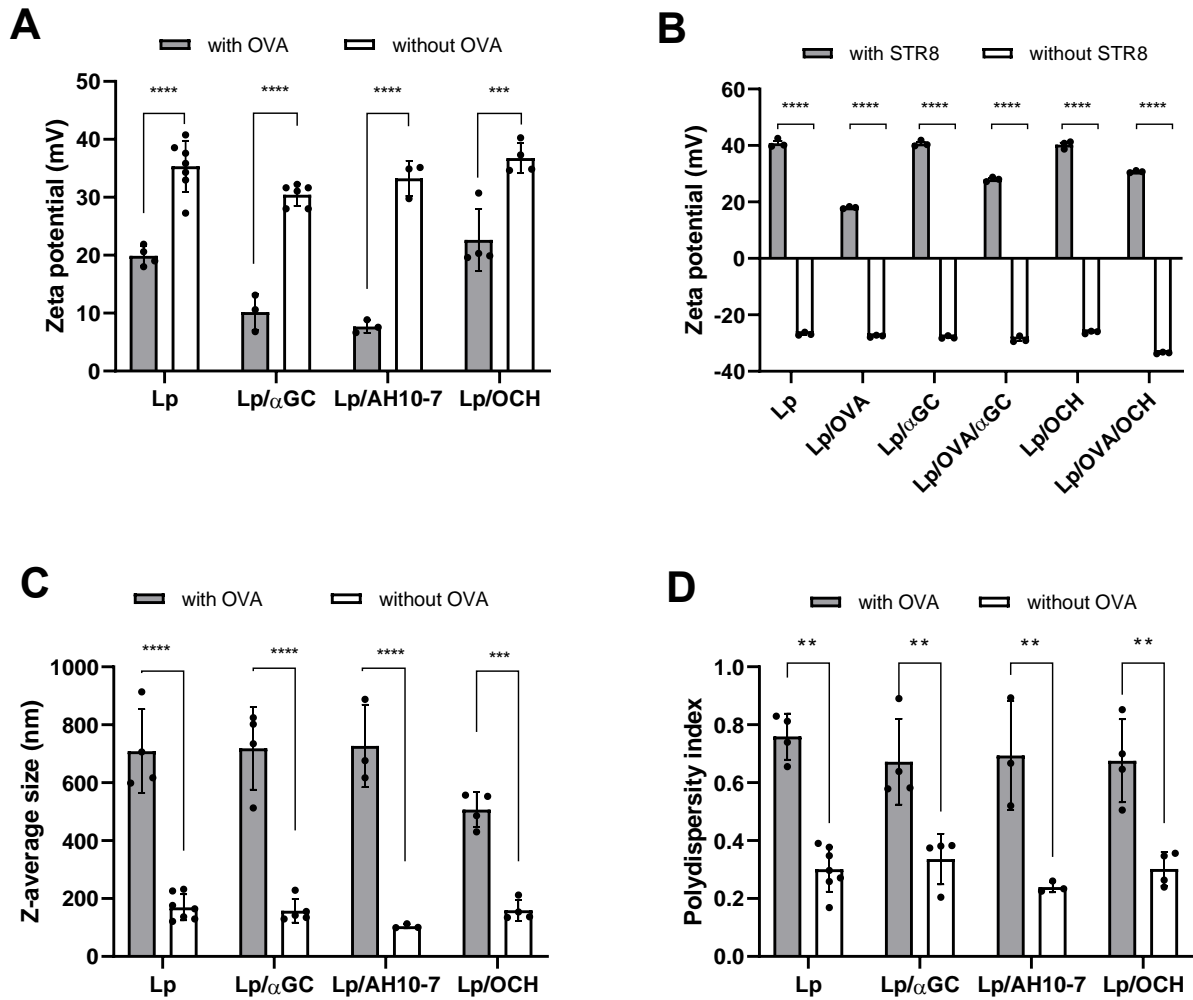 A
with OVA without OVA
Zeta potential (mV)
50
40
30
20
10
0
**** **** **** ***
Lp Lp/αGC Lp/AH10-7 Lp/OCH
B
with STR8 without STR8
Zeta potential (mV)
60
40
20
0
-20
-40
**** **** **** **** **** ****
Lp Lp/OVA Lp/αGC Lp/OVA/αGC Lp/OCH Lp/OVA/OCH
C
with OVA without OVA
Z-average size (nm)
1000
800
600
400
200
0
**** **** **** ***
Lp Lp/αGC Lp/AH10-7 Lp/OCH
D
with OVA without OVA
Polydispersity index
1.0
0.8
0.6
0.4
0.2
0.0
** ** ** **
Lp Lp/αGC Lp/AH10-7 Lp/OCH